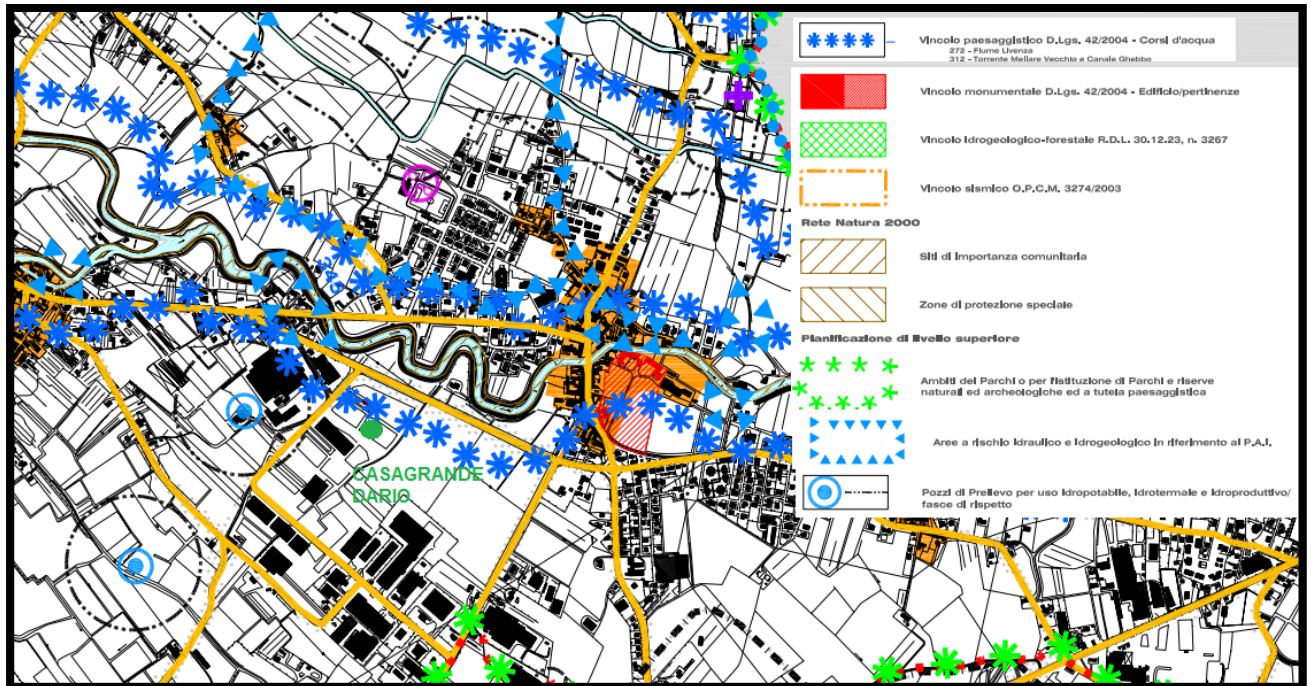 Vincolo paesaggistico D.Lgs. 42/2004 - Corsi d'acqua
272 - Fiume Livenza
312 - Torrente Mellare Vecchio e Canale Ghebbo
Vincolo monumentale D.Lgs. 42/2004 - Edificio/pertinenze
Vincolo idrogeologico-forestale R.D.L. 30.12.23, n. 3267
Vincolo sismico O.P.C.M. 3274/2003
Rete Natura 2000
Siti di importanza comunitaria
Zone di protezione speciale
Pianificazione di livello superiore
Ambiti dei Parchi o per l'istituzione di Parchi e riserve
naturali ed archeologiche ed a tutela paesaggistica
Aree a rischio idraulico e idrogeologico in riferimento al P.A.I.
Pozzi di Prelievo per uso idropotabile, idrotermale e idroproduttivo/
fasce di rispetto
CASAGRANDE
DARIO